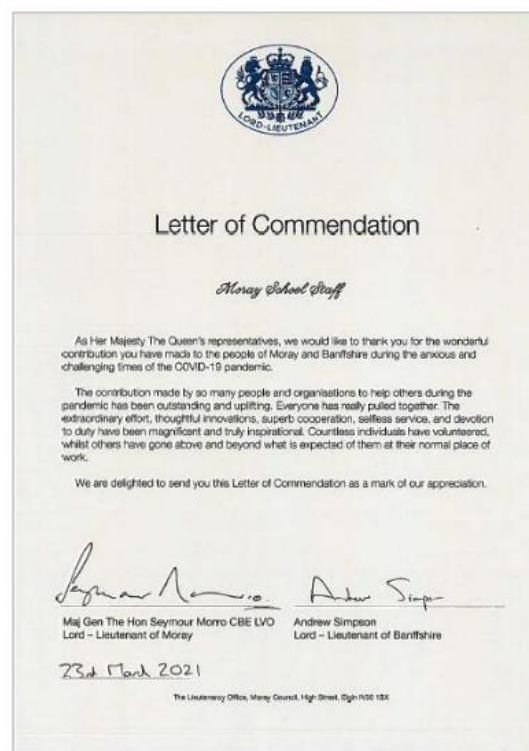 LORD-LIEUTENANT
Letter of Commendation
Moray School Staff
As Her Majesty The Queen's representatives, we would like to thank you for the wonderful
contribution you have made to the people of Moray and Banffshire during the anxious and
challenging times of the COVID-19 pandemic.
The contribution made by so many people and organisations to help others during the
pandemic has been outstanding and uplifting. Everyone has really pulled together. The
extraordinary effort, thoughtful innovations, superb cooperation, selfless service, and devotion
to duty have been magnificent and truly inspirational. Countless individuals have volunteered,
whilst others have gone above and beyond what is expected of them at their normal place of
work.
We are delighted to send you this Letter of Commendation as a mark of our appreciation.
Seymour Monro Andrew Simpson
Maj Gen The Hon Seymour Monro CBE LVO Andrew Simpson
Lord – Lieutenant of Moray Lord – Lieutenant of Banffshire
23rd March 2021
The Lieutenancy Office, Moray Council, High Street, Elgin IV30 1BX